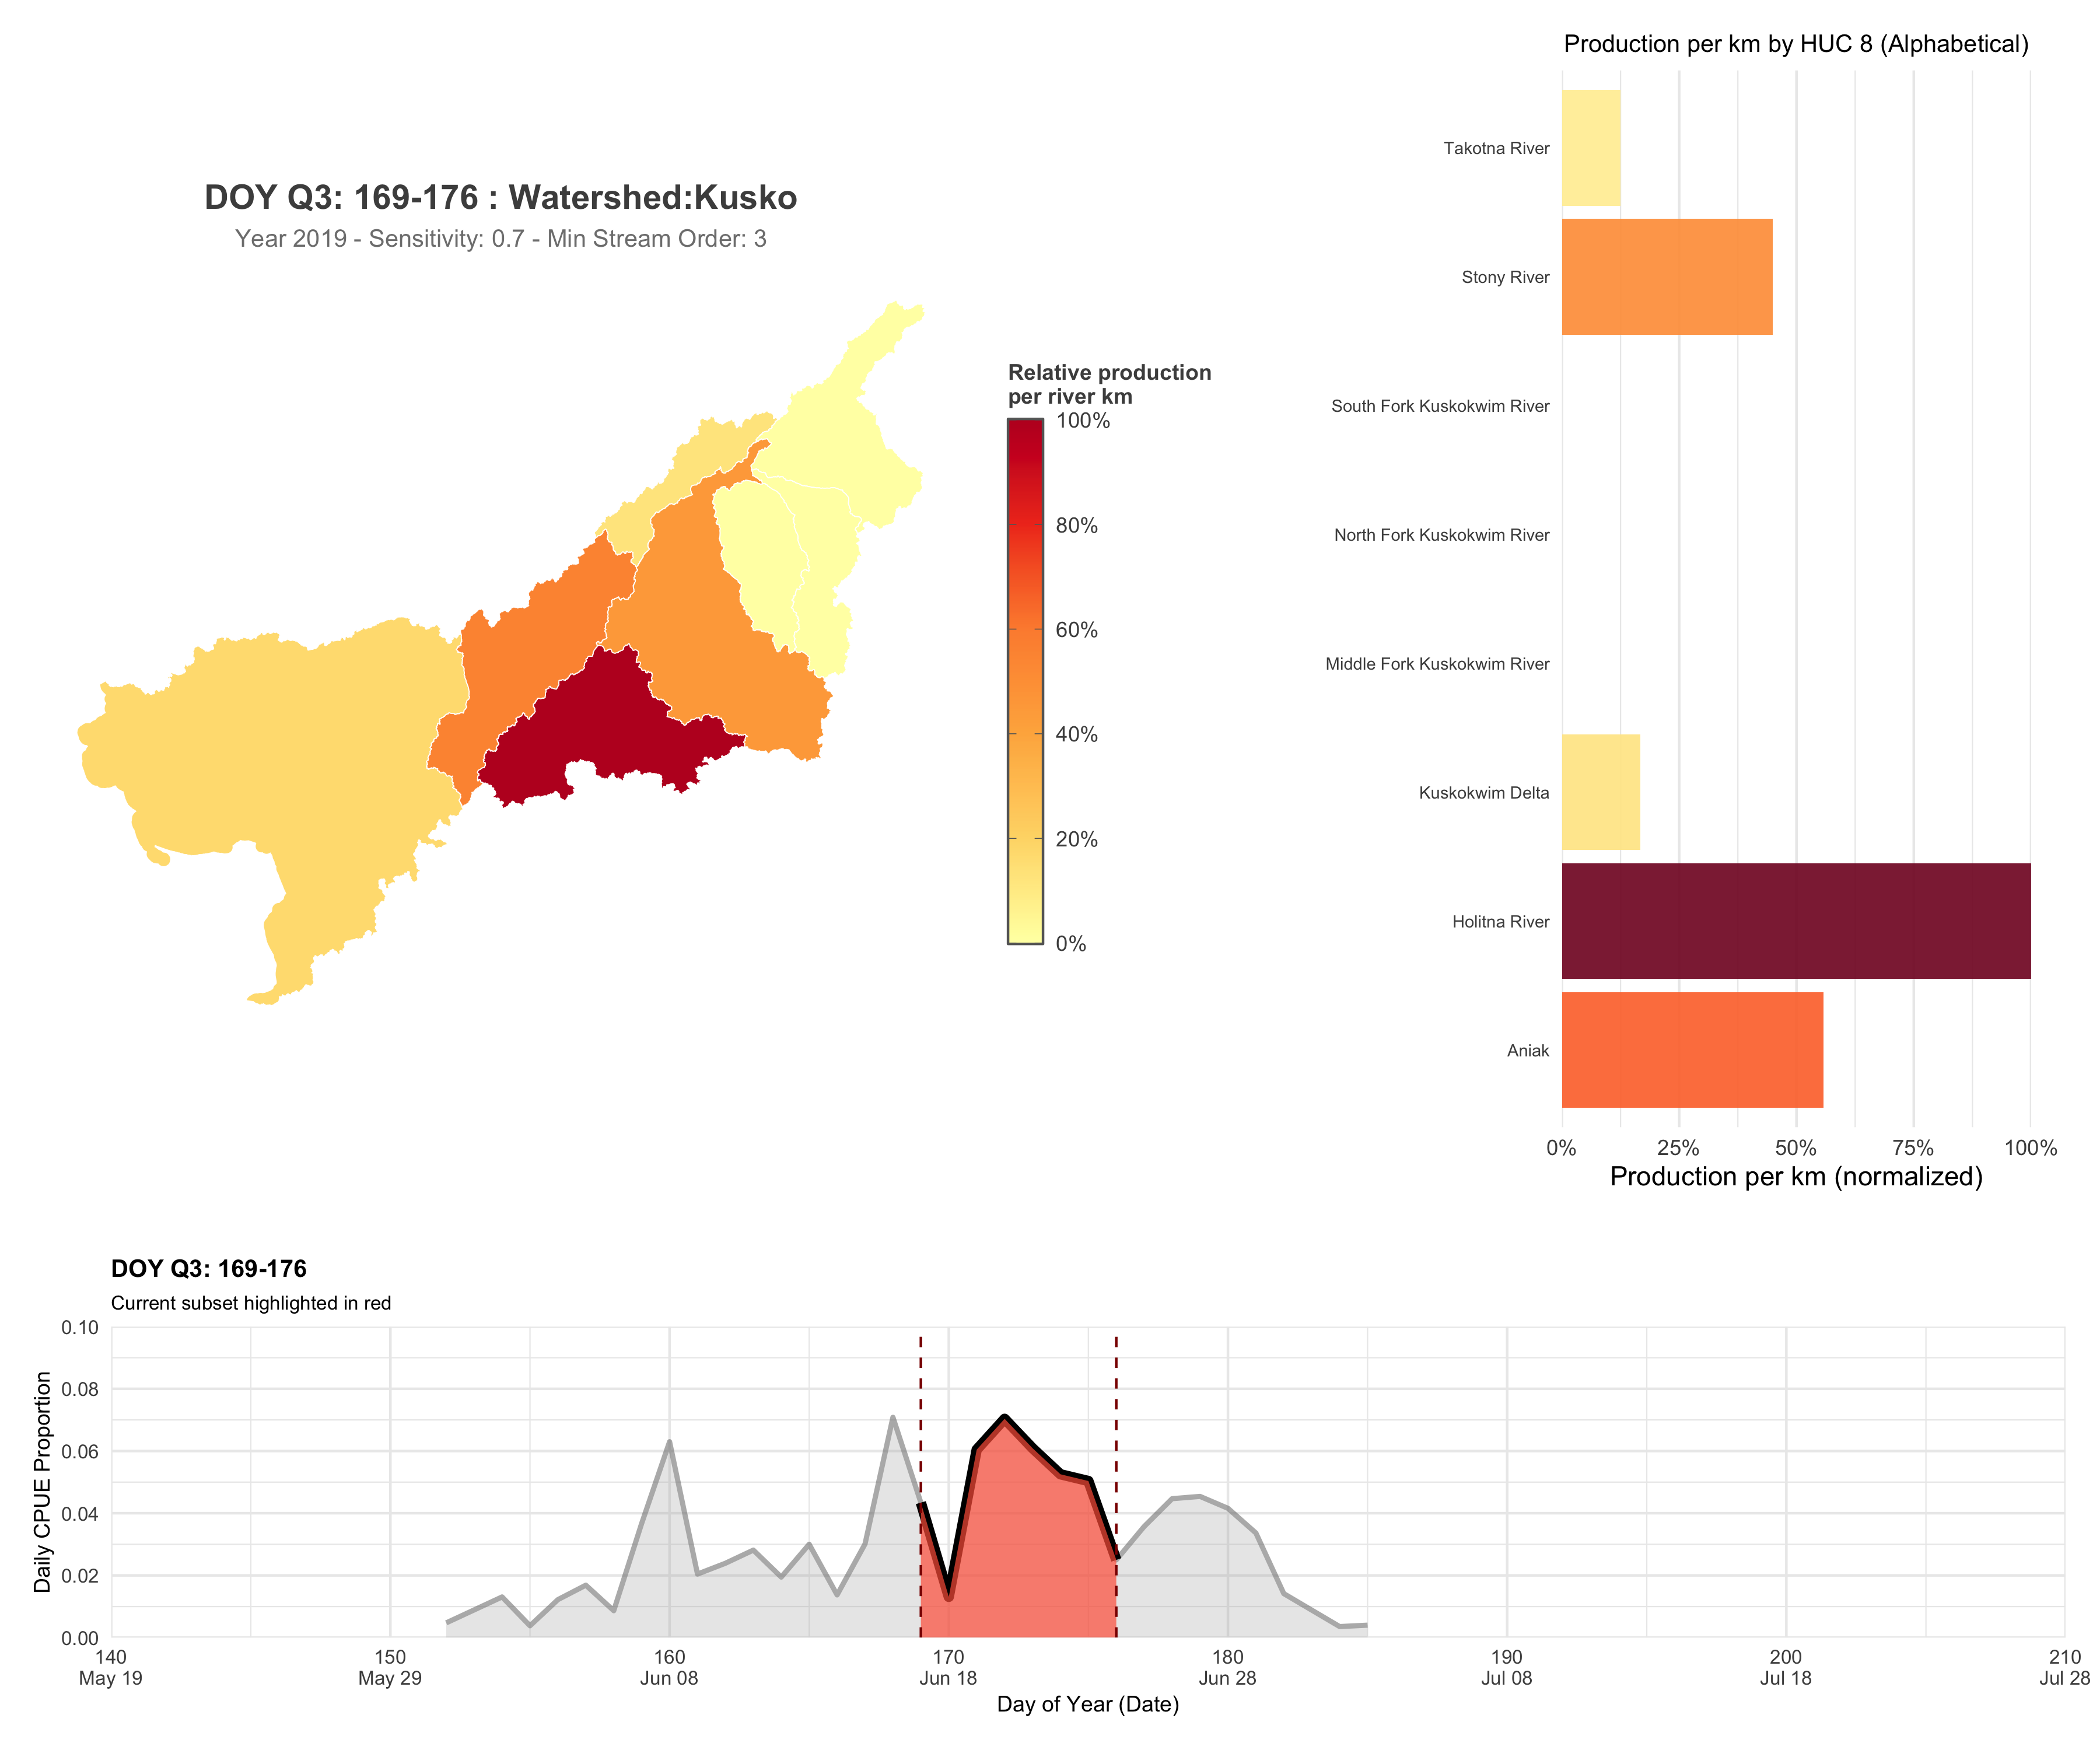 DOY Q3: 169-176 : Watershed:Kusko
Year 2019 - Sensitivity: 0.7 - Min Stream Order: 3
Relative production
per river km
100%
80%
60%
40%
20%
0%
Production per km by HUC 8 (Alphabetical)
Takotna River
Stony River
South Fork Kuskokwim River
North Fork Kuskokwim River
Middle Fork Kuskokwim River
Kuskokwim Delta
Holitna River
Aniak
0% 25% 50% 75% 100%
Production per km (normalized)
DOY Q3: 169-176
Current subset highlighted in red
Daily CPUE Proportion
0.10
0.08
0.06
0.04
0.02
0.00
140 150 160 170 180 190 200 210
May 19 May 29 Jun 08 Jun 18 Jun 28 Jul 08 Jul 18 Jul 28
Day of Year (Date)